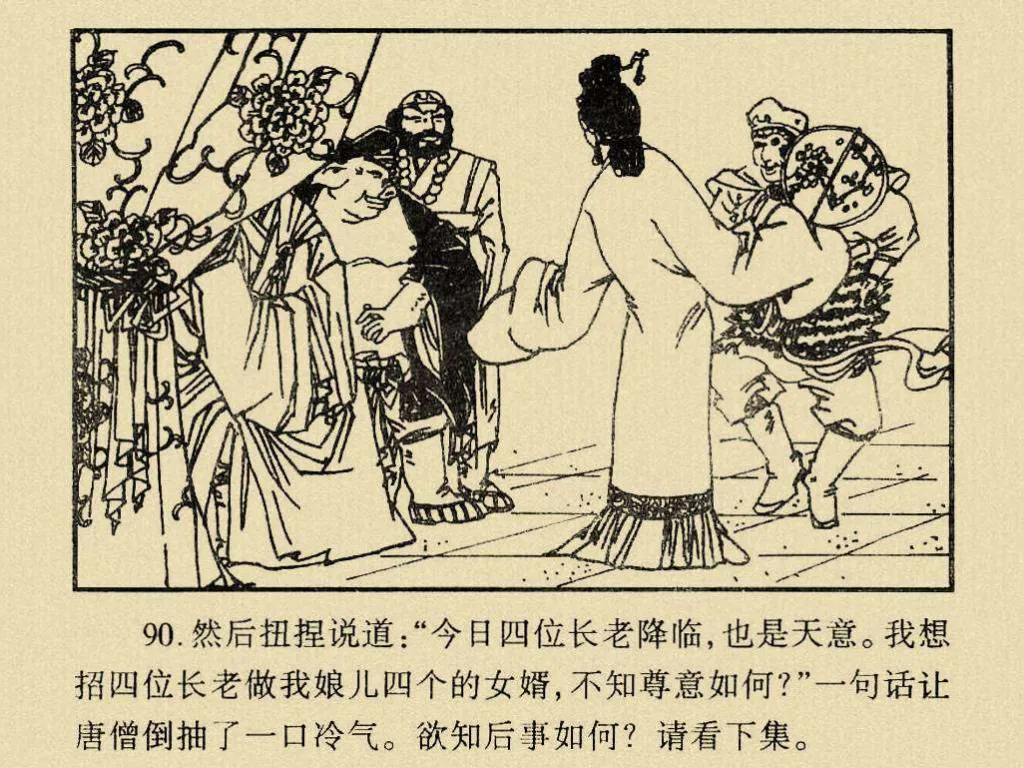 90.然后扭捏说道:“今日四位长老降临,也是天意。我想
招四位长老做我娘儿四个的女婿,不知尊意如何?”一句话让
唐僧倒抽了一口冷气。欲知后事如何? 请看下集。